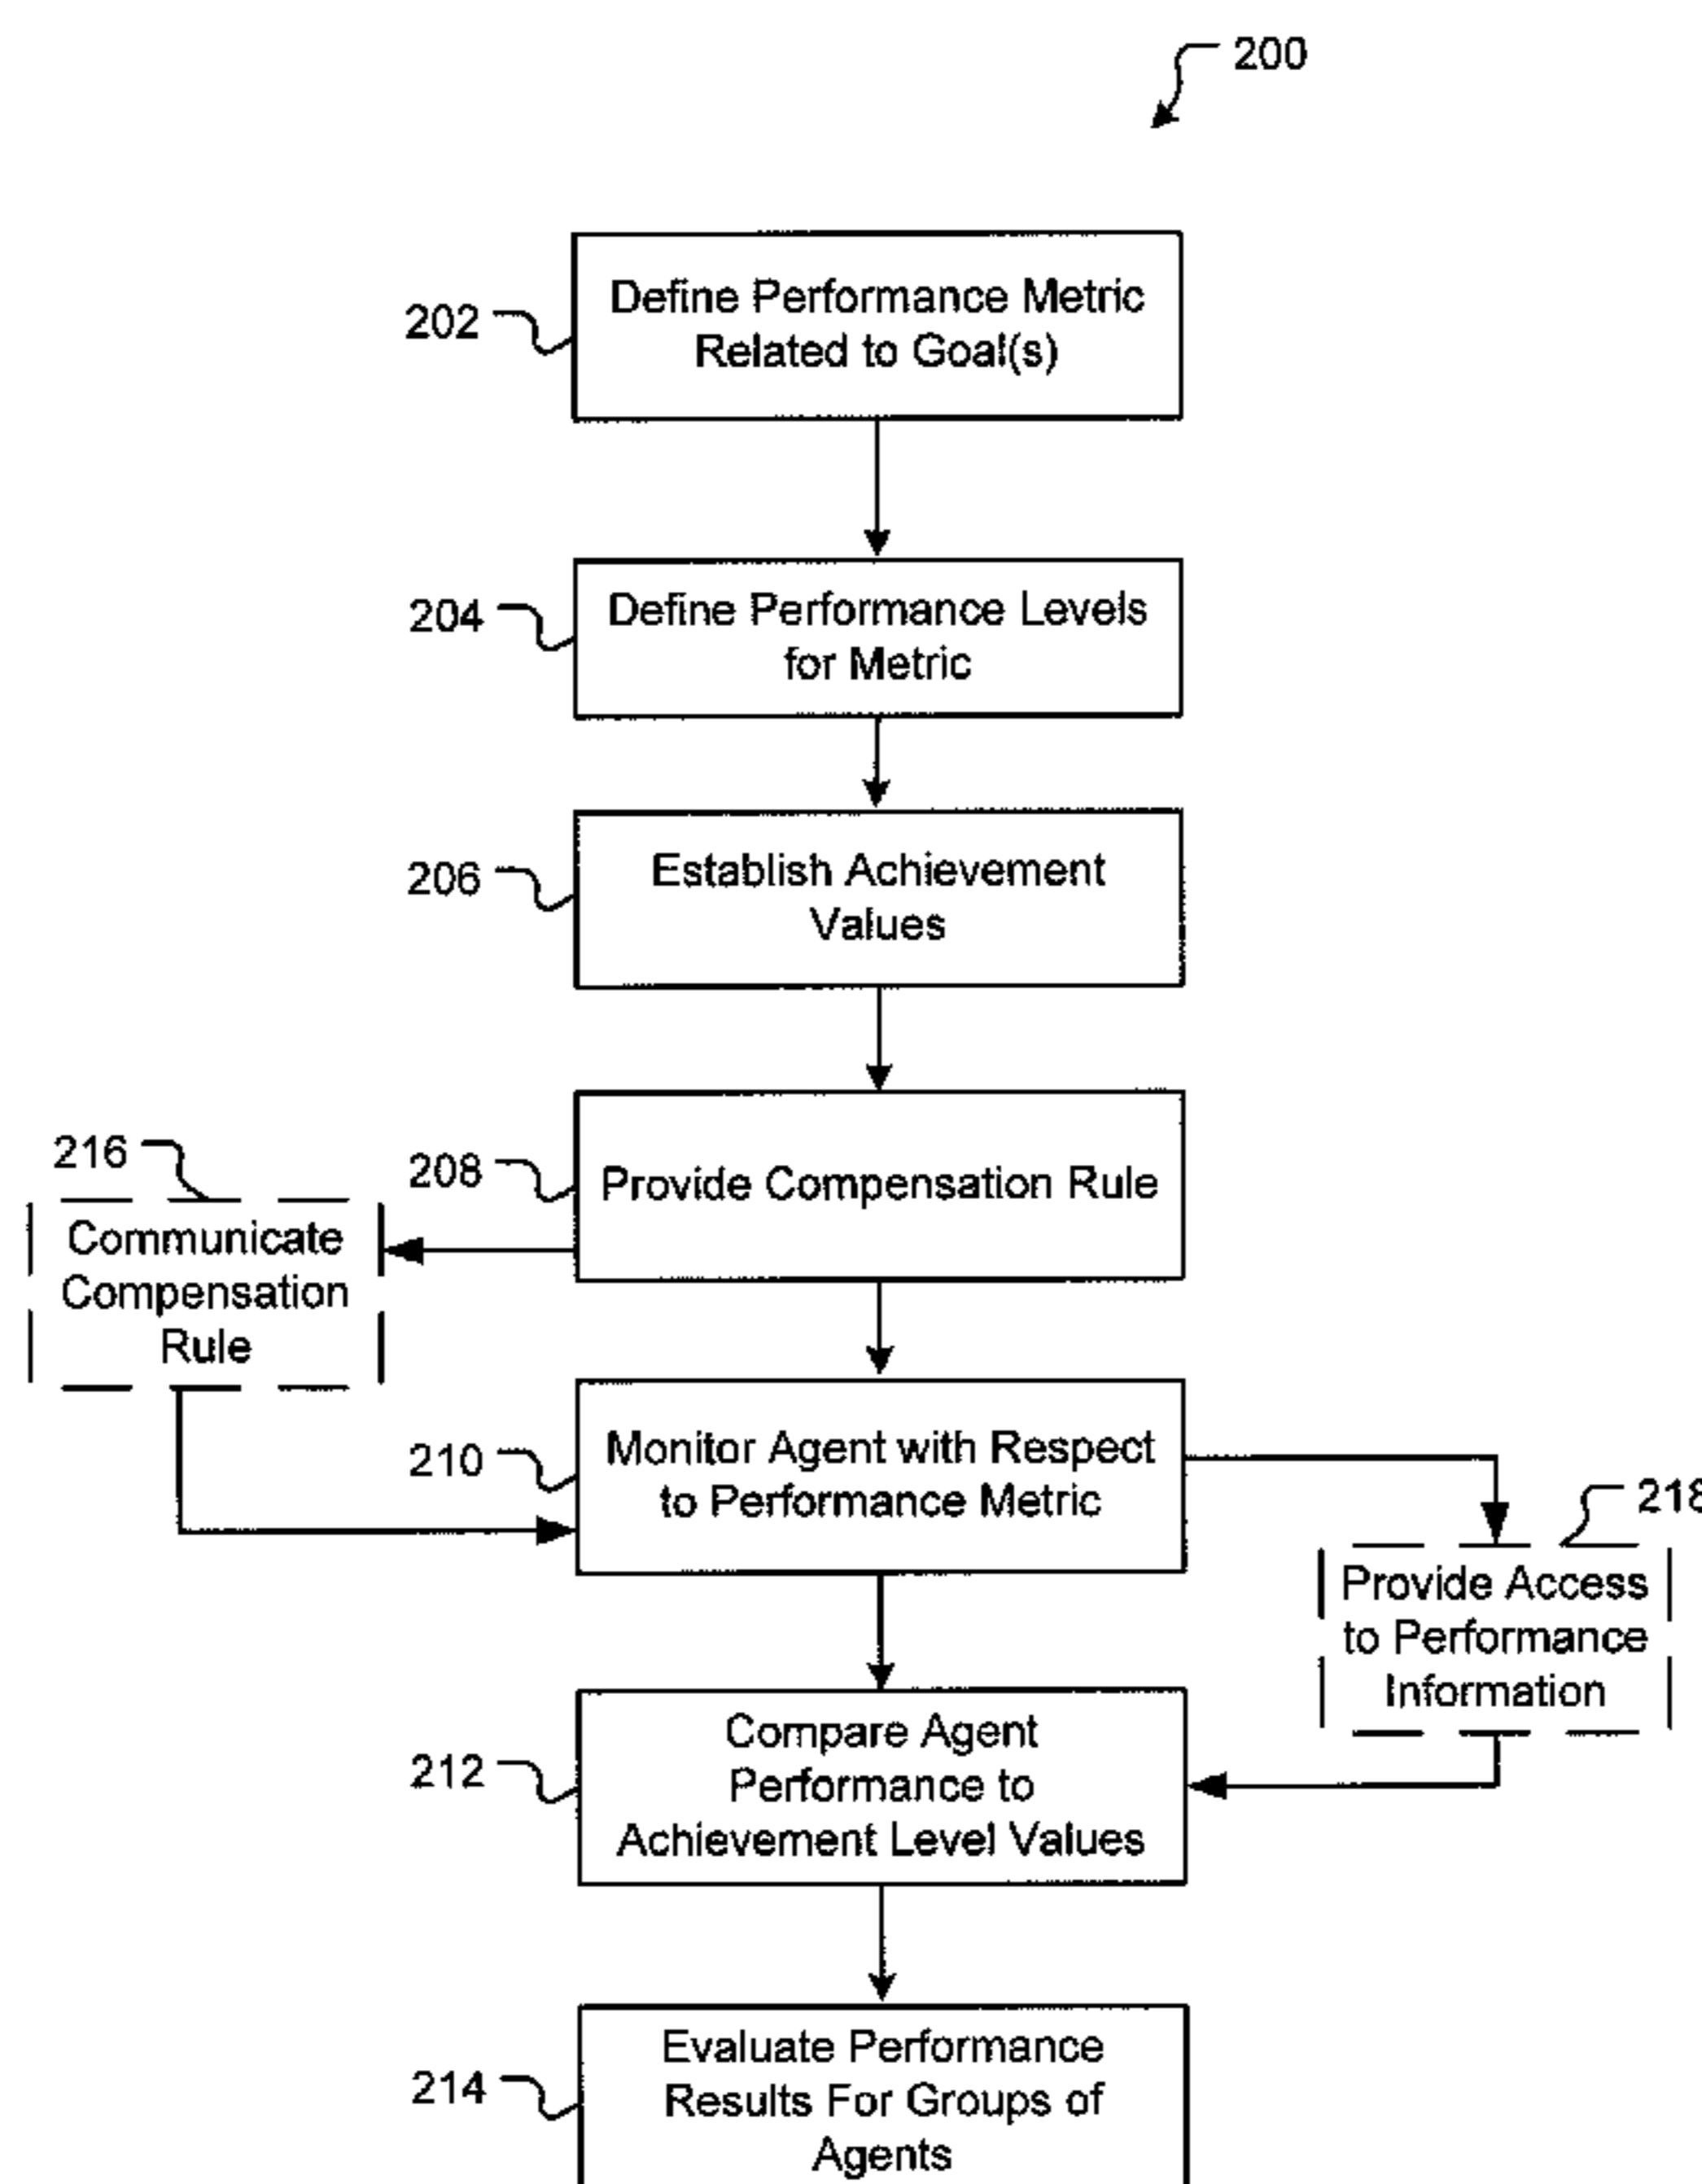 200
202
Define Performance Metric
Related to Goal(s)
204
Define Performance Levels
for Metric
206
Establish Achievement
Values
208
Provide Compensation Rule
216
Communicate
Compensation
Rule
210
Monitor Agent with Respect
to Performance Metric
218
Provide Access
to Performance
Information
212
Compare Agent
Performance to
Achievement Level Values
214
Evaluate Performance
Results For Groups of
Agents